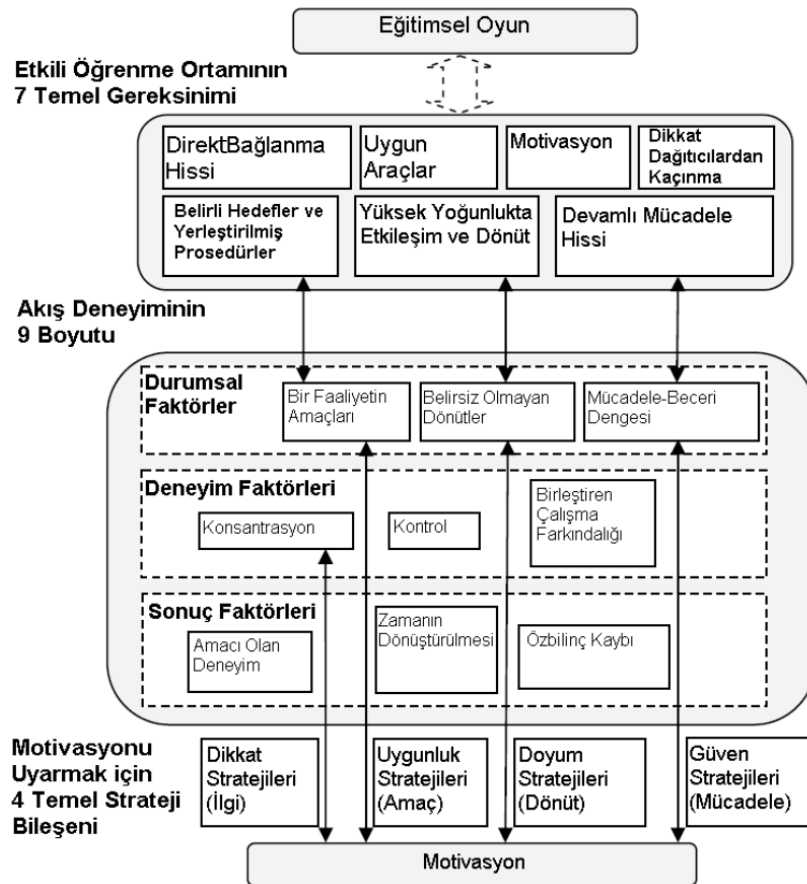 Eğitimsel Oyun
Etkili Öğrenme Ortamının
7 Temel Gereksinimi
DirektBağlanma
Hissi
Uygun
Araçlar
Motivasyon
Dikkat
Dağıtıcılardan
Kaçınma
Belirli Hedefler ve
Yerleştirilmiş
Prosedürler
Yüksek Yoğunlukta
Etkileşim ve Dönüt
Devamlı Mücadele
Hissi
Akış Deneyiminin
9 Boyutu
Durumsal
Faktörler
Bir Faaliyetin
Amaçları
Belirsiz Olmayan
Dönütler
Mücadele-Beceri
Dengesi
Deneyim Faktörleri
Konsantrasyon
Kontrol
Birleştiren
Çalışma
Farkındalığı
Sonuç Faktörleri
Amacı Olan
Deneyim
Zamanın
Dönüştürülmesi
Özbilinç Kaybı
Motivasyonu
Uyarmak için
4 Temel Strateji
Bileşeni
Dikkat
Stratejileri
(İlgi)
Uygunluk
Stratejileri
(Amaç)
Doyum
Stratejileri
(Dönüt)
Güven
Stratejileri
(Mücadele)
Motivasyon